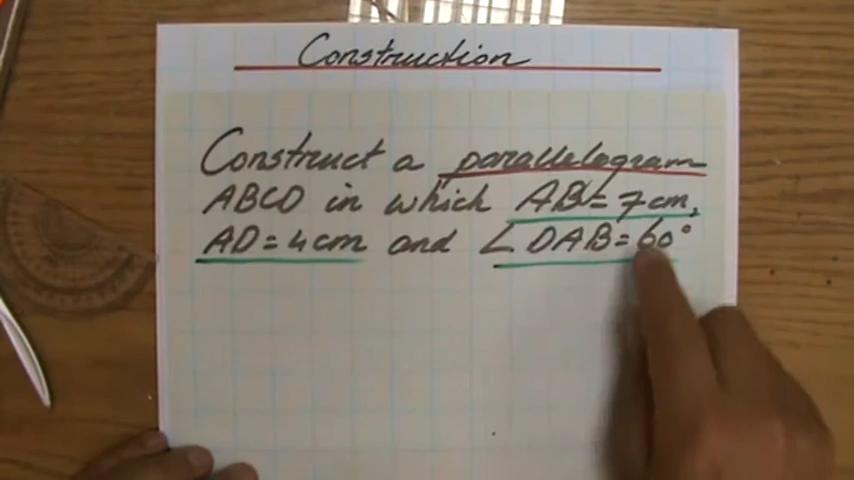 Construction
Construct a parallelogram
ABCD in which AB = 7cm,
AD = 4cm and ∠DAB = 60°